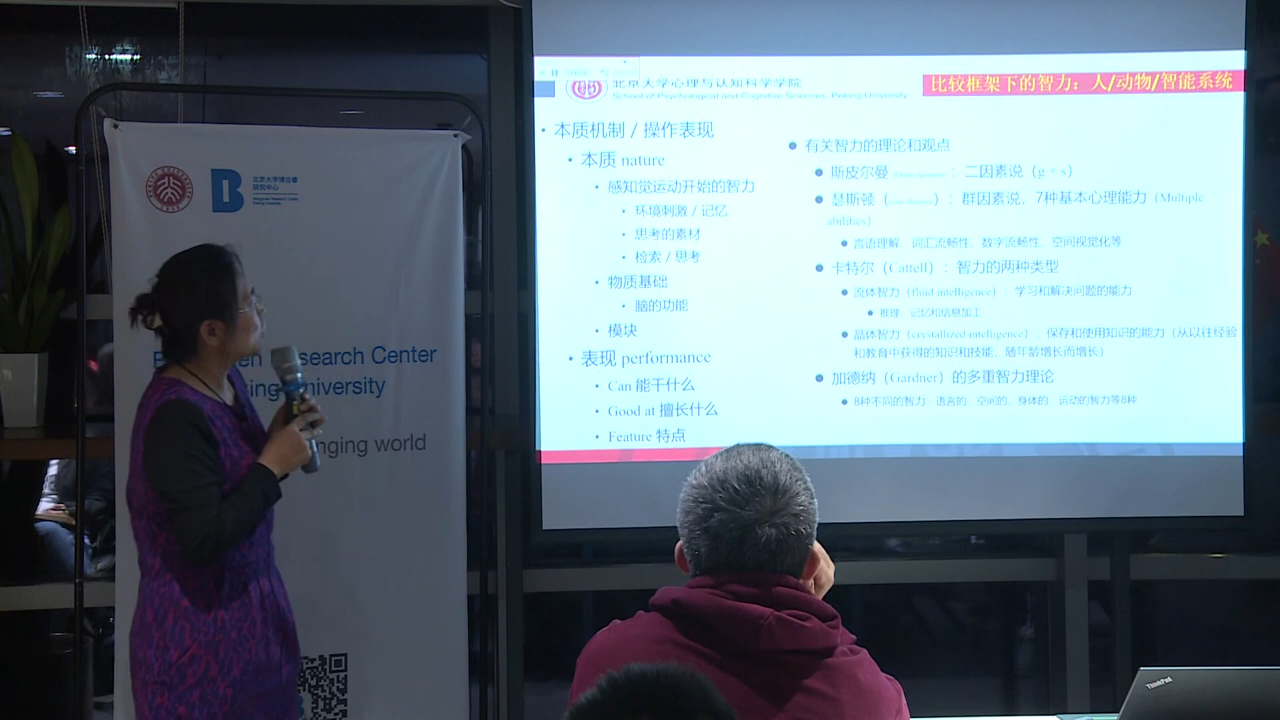 北京大学博古睿
研究中心
Berggruen Research Center
Peking University
search Center
king University
nging world
北京大学心理与认知科学学院
School of Psychological and Cognitive Sciences, Peking University
比较框架下的智力：人/动物/智能系统
本质机制 / 操作表现
本质 nature
感知觉运动开始的智力
环境刺激 / 记忆
思考的素材
检索 / 思考
物质基础
脑的功能
模块
表现 performance
Can 能干什么
Good at 擅长什么
Feature 特点
有关智力的理论和观点
斯皮尔曼 ：二因素说（g + s）
瑟斯顿（ ）：群因素说，7种基本心理能力（Multiple
abilities）
言语理解、词汇流畅性、数字流畅性、空间视觉化等
卡特尔（Cattell）：智力的两种类型
流体智力（fluid intelligence）：学习和解决问题的能力
推理、记忆和信息加工
晶体智力（crystallized intelligence）：保存和使用知识的能力（从以往经验
和教育中获得的知识和技能，随年龄增长而增长）
加德纳（Gardner）的多重智力理论
8种不同的智力，语言的、空间的、身体的、运动的智力等8种
ThinkPad